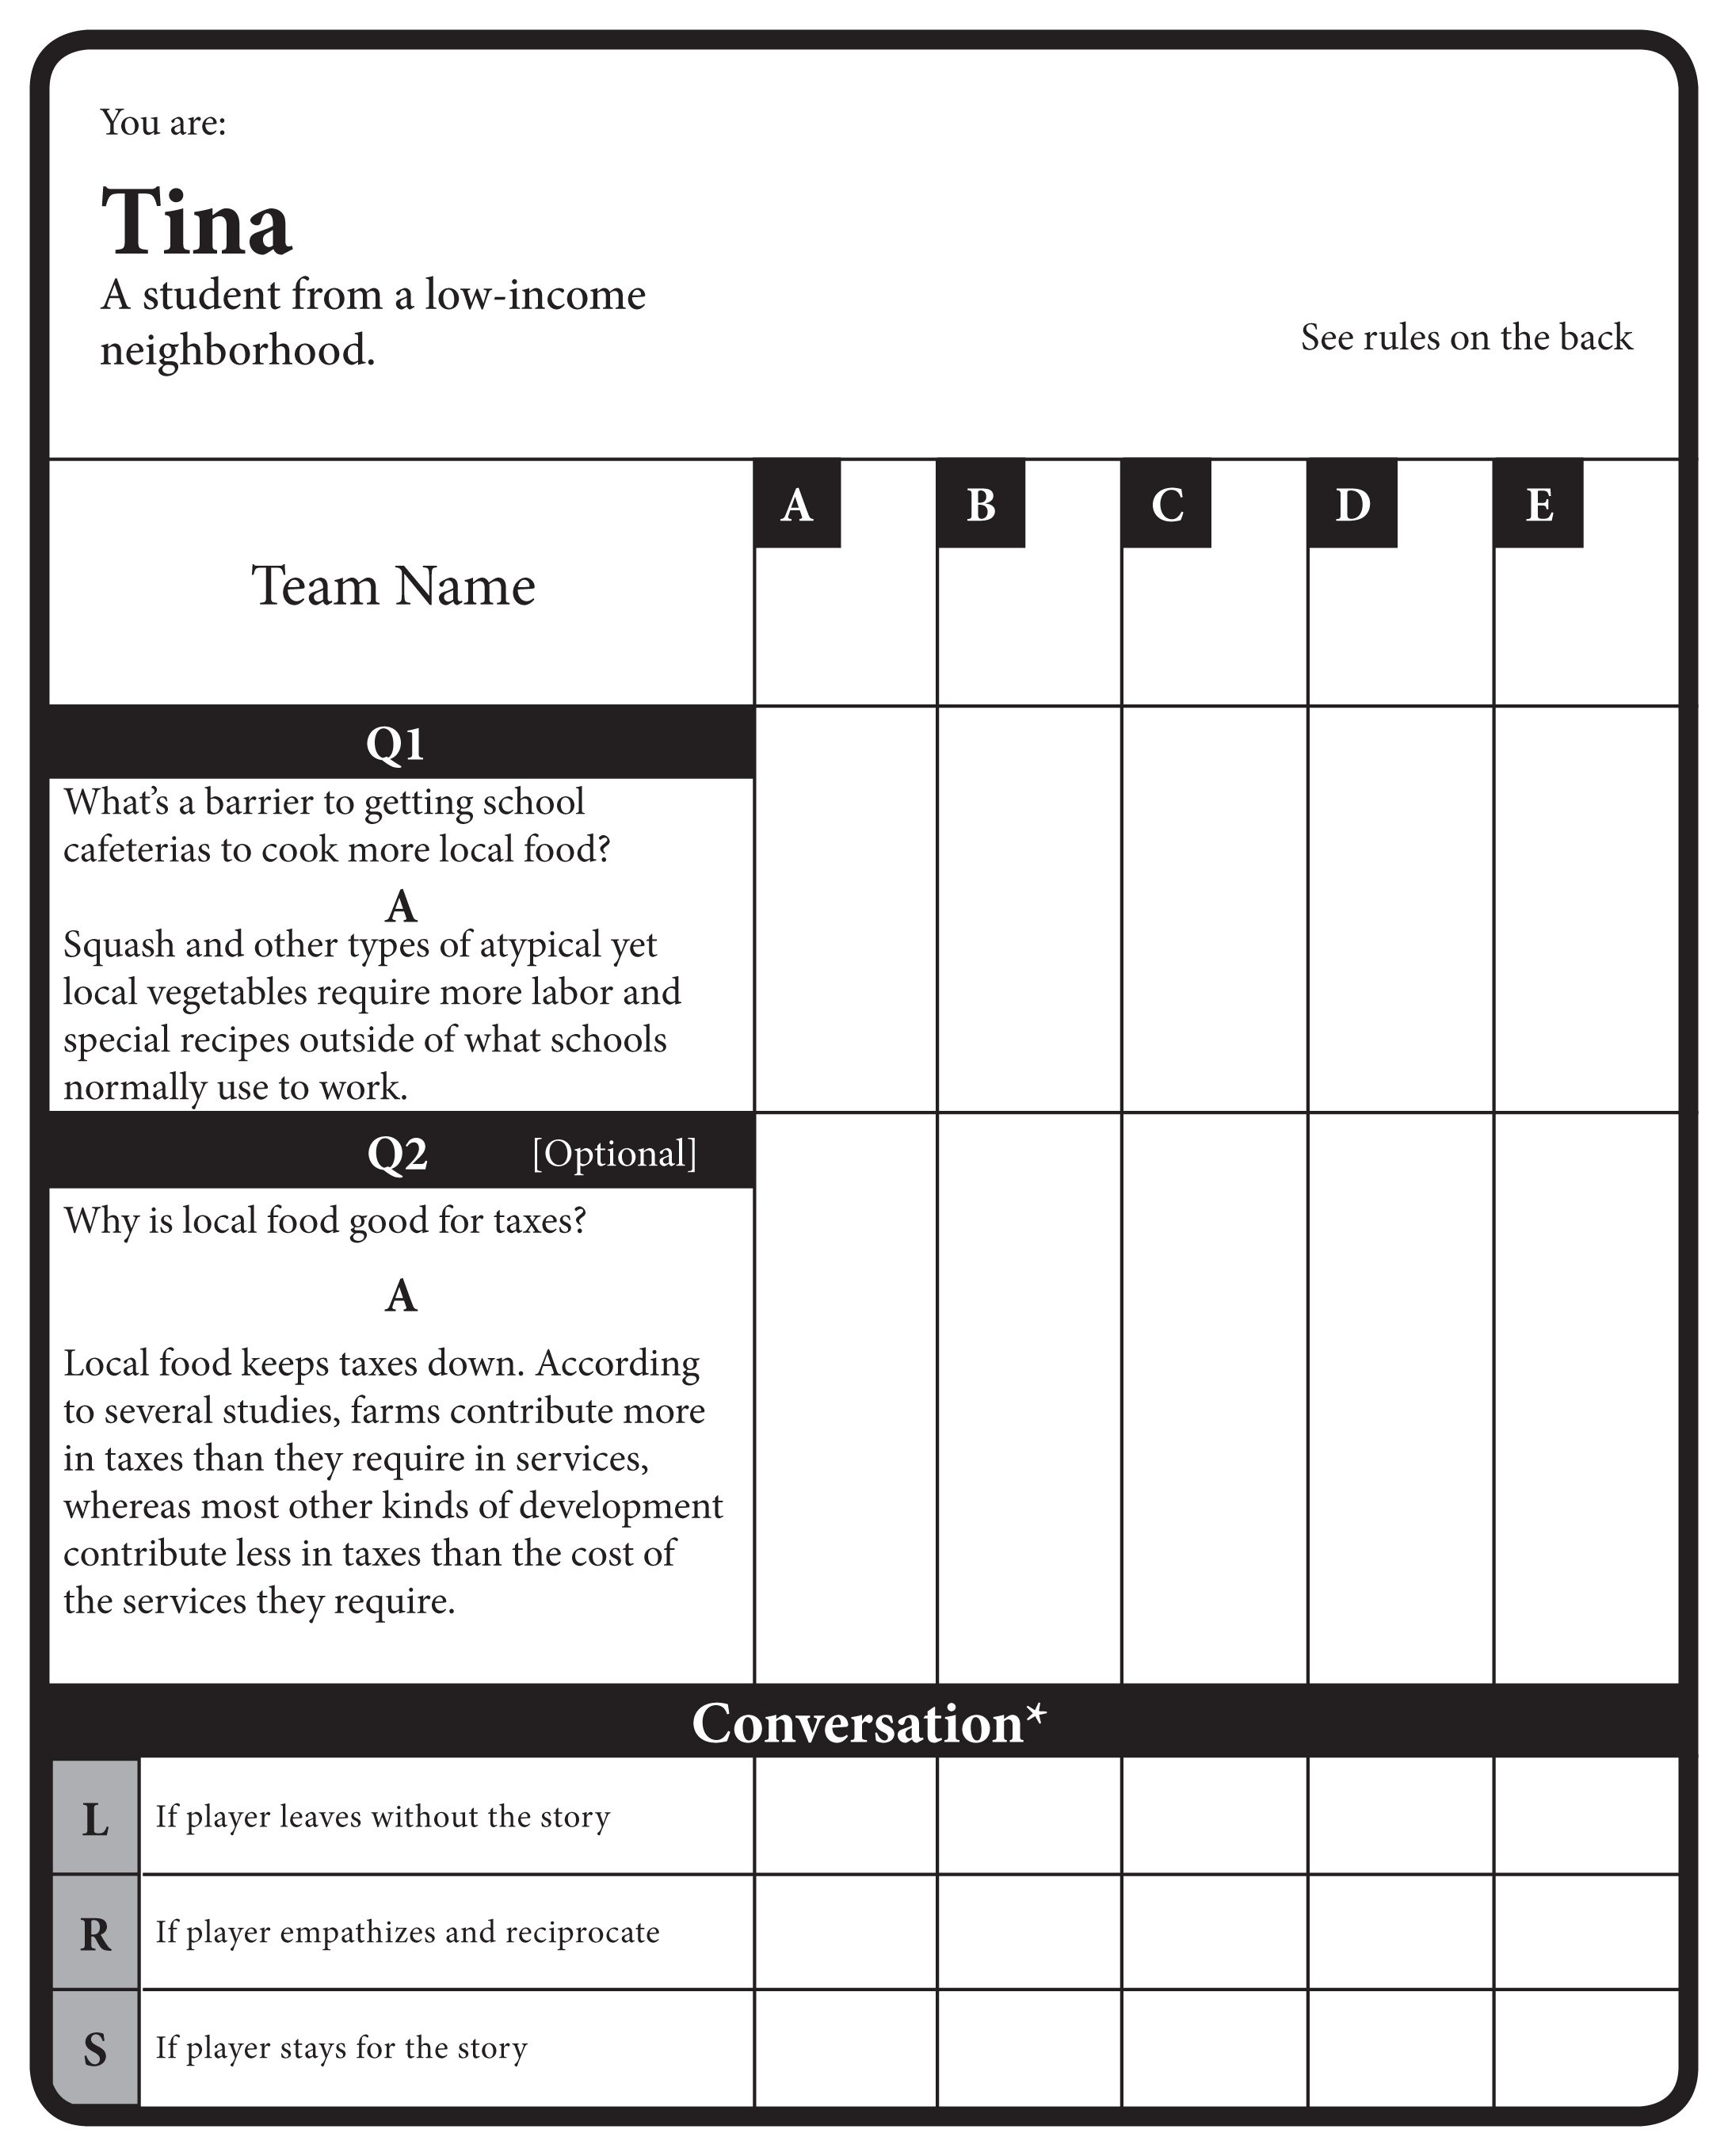 You are:
Tina
A student from a low-income
neighborhood.
See rules on the back
A B C D E
Team Name
Q1
What’s a barrier to getting school
cafeterias to cook more local food?
A
Squash and other types of atypical yet
local vegetables require more labor and
special recipes outside of what schools
normally use to work.
Q2 [Optional]
Why is local food good for taxes?
A
Local food keeps taxes down. According
to several studies, farms contribute more
in taxes than they require in services,
whereas most other kinds of development
contribute less in taxes than the cost of
the services they require.
Conversation*
L If player leaves without the story
R If player empathizes and reciprocate
S If player stays for the story